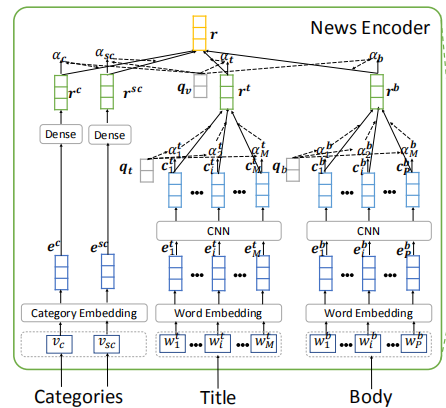 r
News Encoder
α_c α_sc α_t α_b
r^c r^sc q_v r^t r^b
Dense Dense
α_1^t α_i^t α_M^t α_1^b α_i^b α_M^b
q_t c_1^t c_i^t c_M^t q_b c_1^b c_i^b c_P^b
CNN CNN
e^c e^sc e_1^t e_i^t e_M^t e_1^b e_i^b e_P^b
Category Embedding Word Embedding Word Embedding
v_c v_sc w_1^t w_i^t w_M^t w_1^b w_i^b w_P^b
Categories Title Body